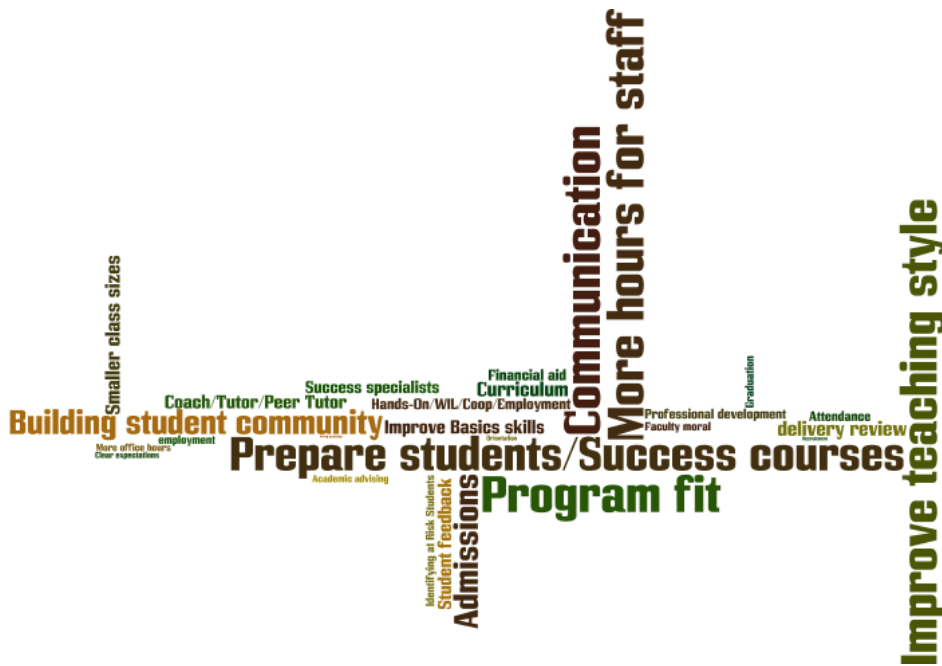 More hours for staff
Communication
Improve teaching style
Smaller class sizes
Financial aid
Success specialists
Curriculum
Graduation
Coach/Tutor/Peer Tutor
Hands-On/WIL/Coop/Employment
Building student community
Improve Basics skills
Professional development
Faculty moral
Attendance
delivery review
employment
Orientation
More office hours
Clear expectations
Prepare students/Success courses
Academic advising
Program fit
Identifying at Risk Students
Student feedback
Admissions